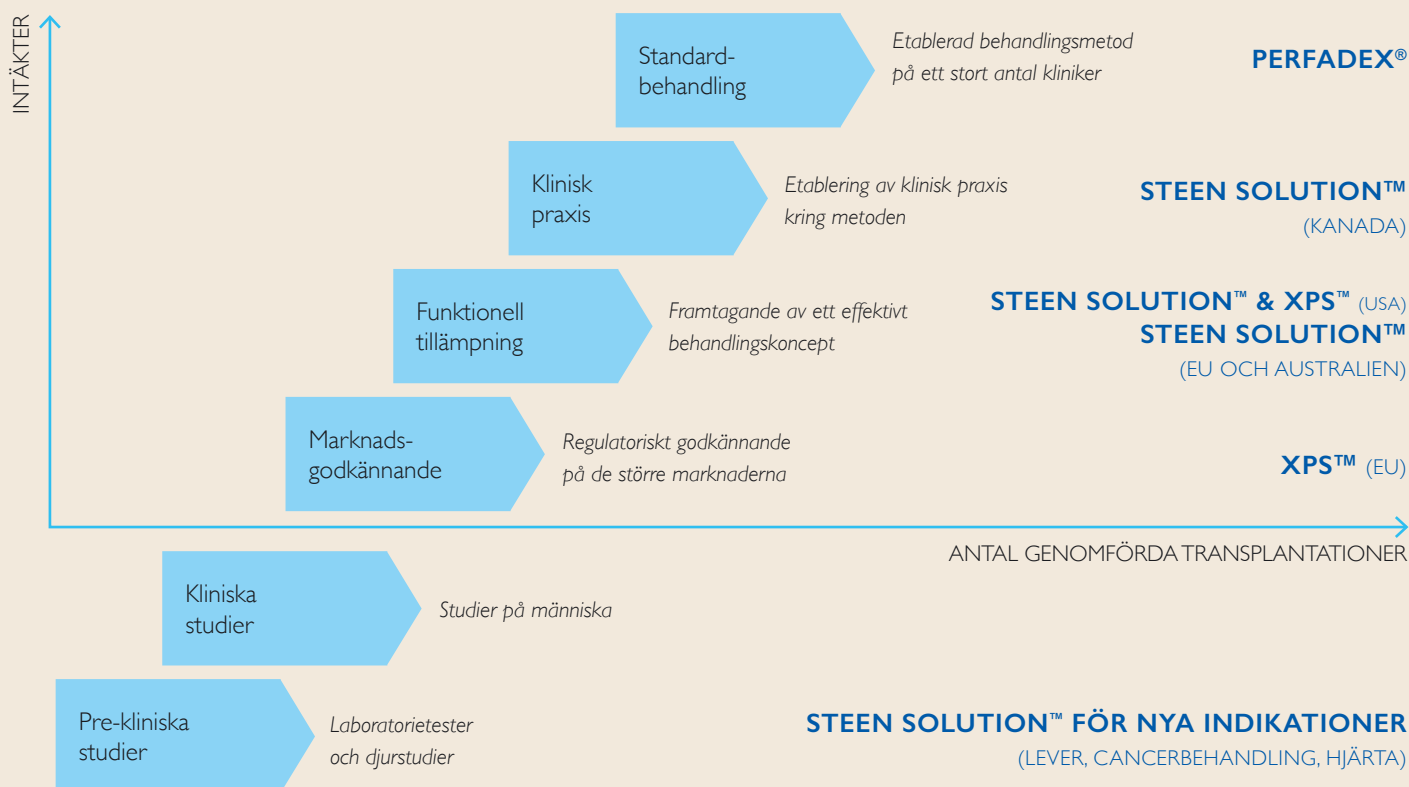 INTÄKTER
Standard-
behandling
Etablerad behandlingsmetod
på ett stort antal kliniker
PERFADEX®
Klinisk
praxis
Etablering av klinisk praxis
kring metoden
STEEN SOLUTION™
(KANADA)
Funktionell
tillämpning
Framtagande av ett effektivt
behandlingskoncept
STEEN SOLUTION™ & XPS™ (USA)
STEEN SOLUTION™
(EU OCH AUSTRALIEN)
Marknads-
godkännande
Regulatoriskt godkännande
på de större marknaderna
XPS™ (EU)
ANTAL GENOMFÖRDA TRANSPLANTATIONER
Kliniska
studier
Studier på människa
Pre-kliniska
studier
Laboratorietester
och djurstudier
STEEN SOLUTION™ FÖR NYA INDIKATIONER
(LEVER, CANCERBEHANDLING, HJÄRTA)